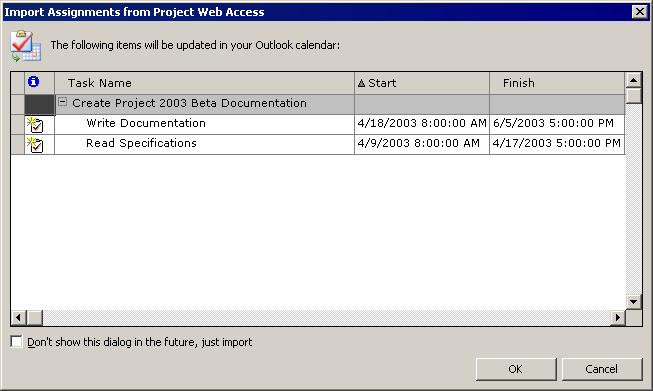 Import Assignments from Project Web Access
The following items will be updated in your Outlook calendar:
Task Name Start Finish
Create Project 2003 Beta Documentation
Write Documentation 4/18/2003 8:00:00 AM 6/5/2003 5:00:00 PM
Read Specifications 4/9/2003 8:00:00 AM 4/17/2003 5:00:00 PM
Don't show this dialog in the future, just import
OK Cancel